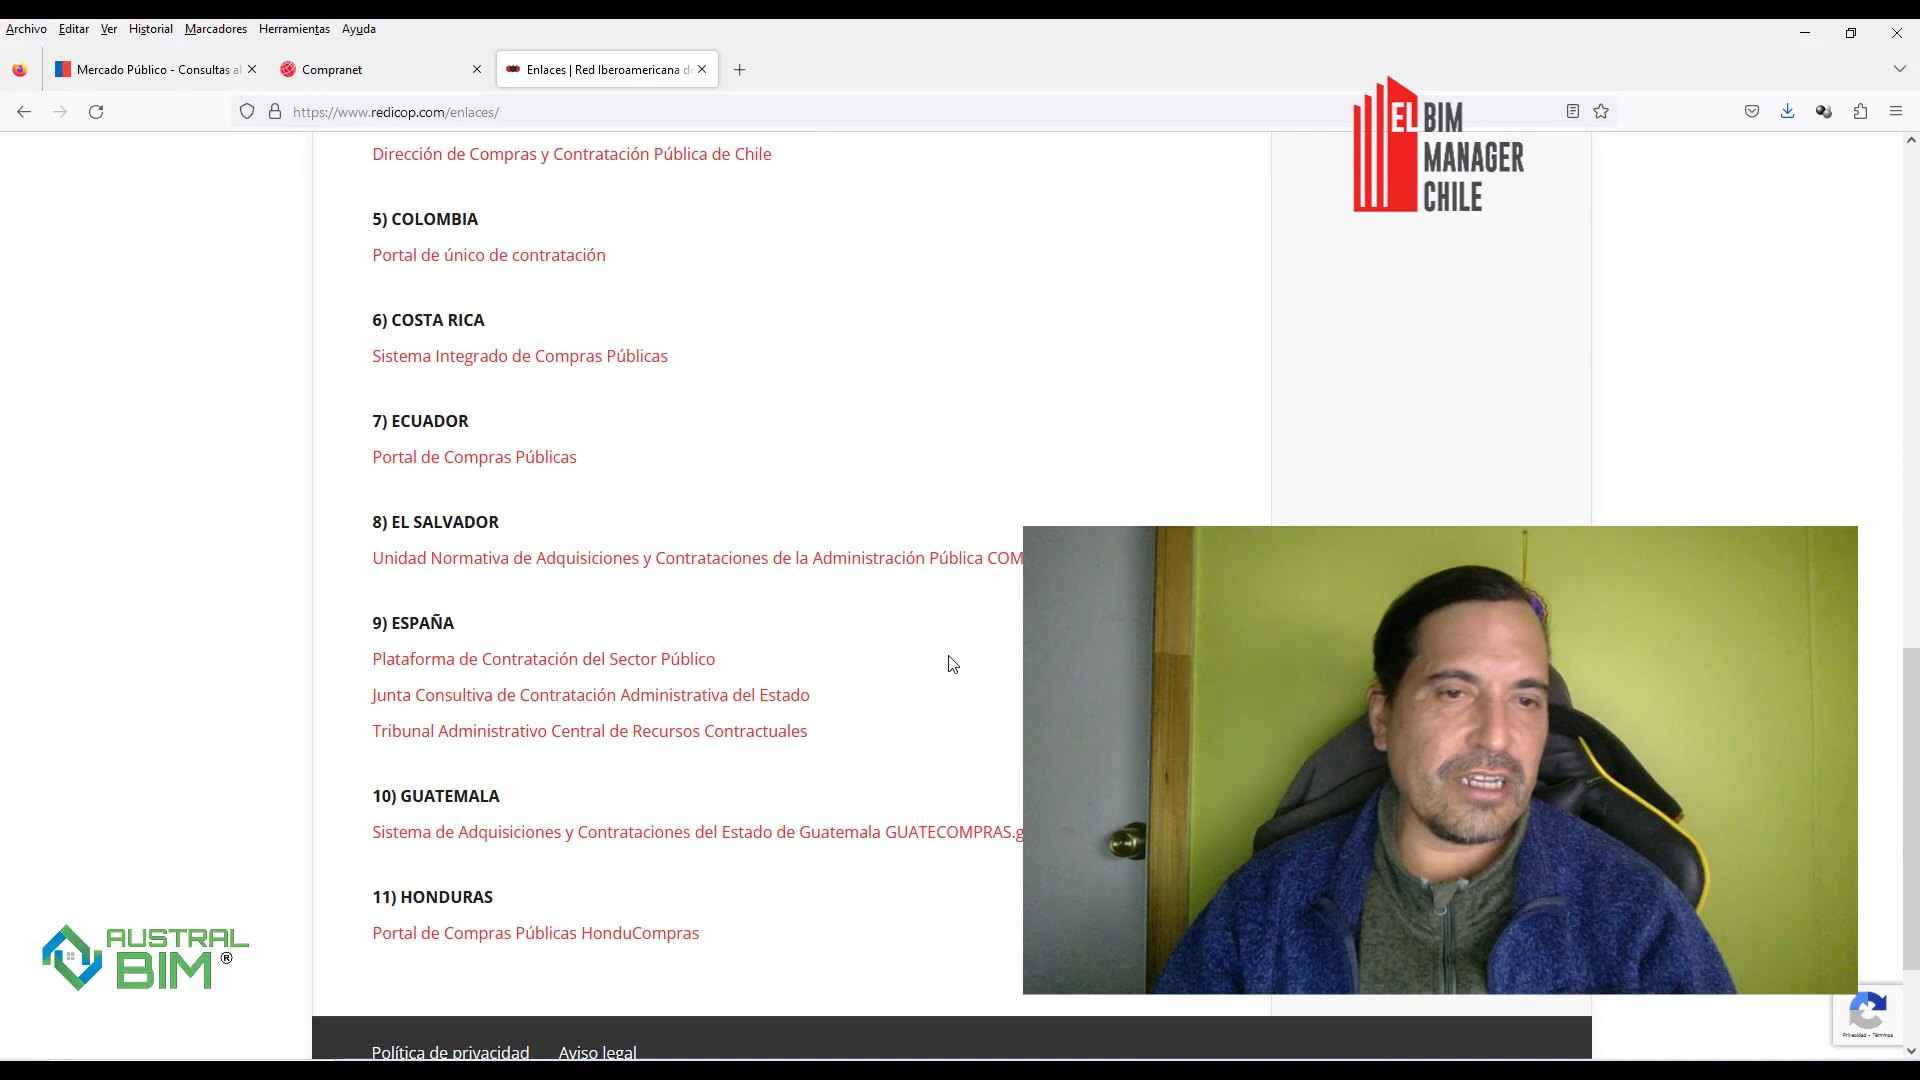 Archivo Editar Ver Historial Marcadores Herramientas Ayuda
Mercado Público - Consultas al
Compranet
Enlaces | Red Iberoamericana de
https://www.redicop.com/enlaces/
EL BIM
MANAGER
CHILE
Dirección de Compras y Contratación Pública de Chile
5) COLOMBIA
Portal de único de contratación
6) COSTA RICA
Sistema Integrado de Compras Públicas
7) ECUADOR
Portal de Compras Públicas
8) EL SALVADOR
Unidad Normativa de Adquisiciones y Contrataciones de la Administración Pública COM
9) ESPAÑA
Plataforma de Contratación del Sector Público
Junta Consultiva de Contratación Administrativa del Estado
Tribunal Administrativo Central de Recursos Contractuales
10) GUATEMALA
Sistema de Adquisiciones y Contrataciones del Estado de Guatemala GUATECOMPRAS.g
11) HONDURAS
Portal de Compras Públicas HonduCompras
AUSTRAL
BIM ®
Privacidad - Términos
Política de privacidad Aviso legal